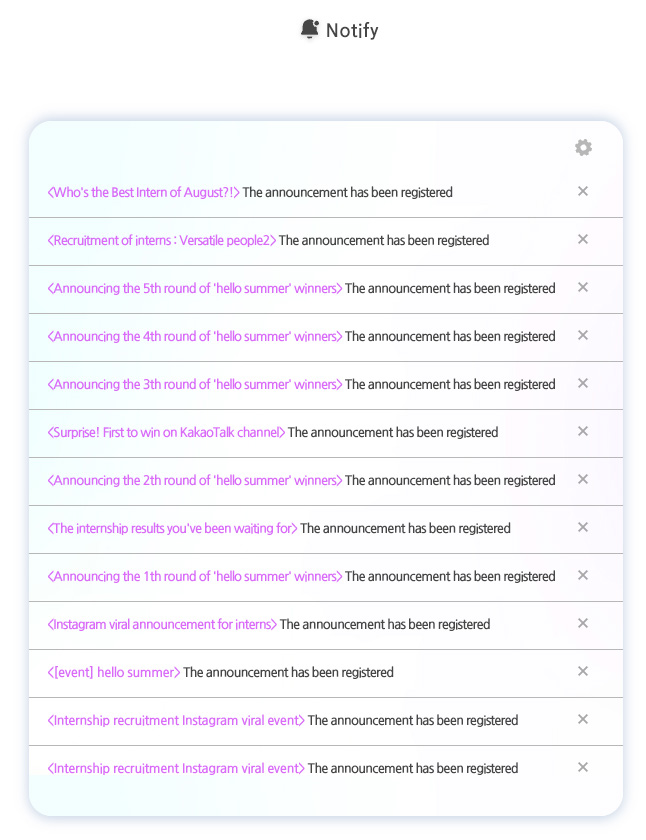 Notify
<Who's the Best Intern of August?!> The announcement has been registered
<Recruitment of interns : Versatile people2> The announcement has been registered
<Announcing the 5th round of 'hello summer' winners> The announcement has been registered
<Announcing the 4th round of 'hello summer' winners> The announcement has been registered
<Announcing the 3th round of 'hello summer' winners> The announcement has been registered
<Surprise! First to win on KakaoTalk channel> The announcement has been registered
<Announcing the 2th round of 'hello summer' winners> The announcement has been registered
<The internship results you've been waiting for> The announcement has been registered
<Announcing the 1th round of 'hello summer' winners> The announcement has been registered
<Instagram viral announcement for interns> The announcement has been registered
<[event] hello summer> The announcement has been registered
<Internship recruitment Instagram viral event> The announcement has been registered
<Internship recruitment Instagram viral event> The announcement has been registered